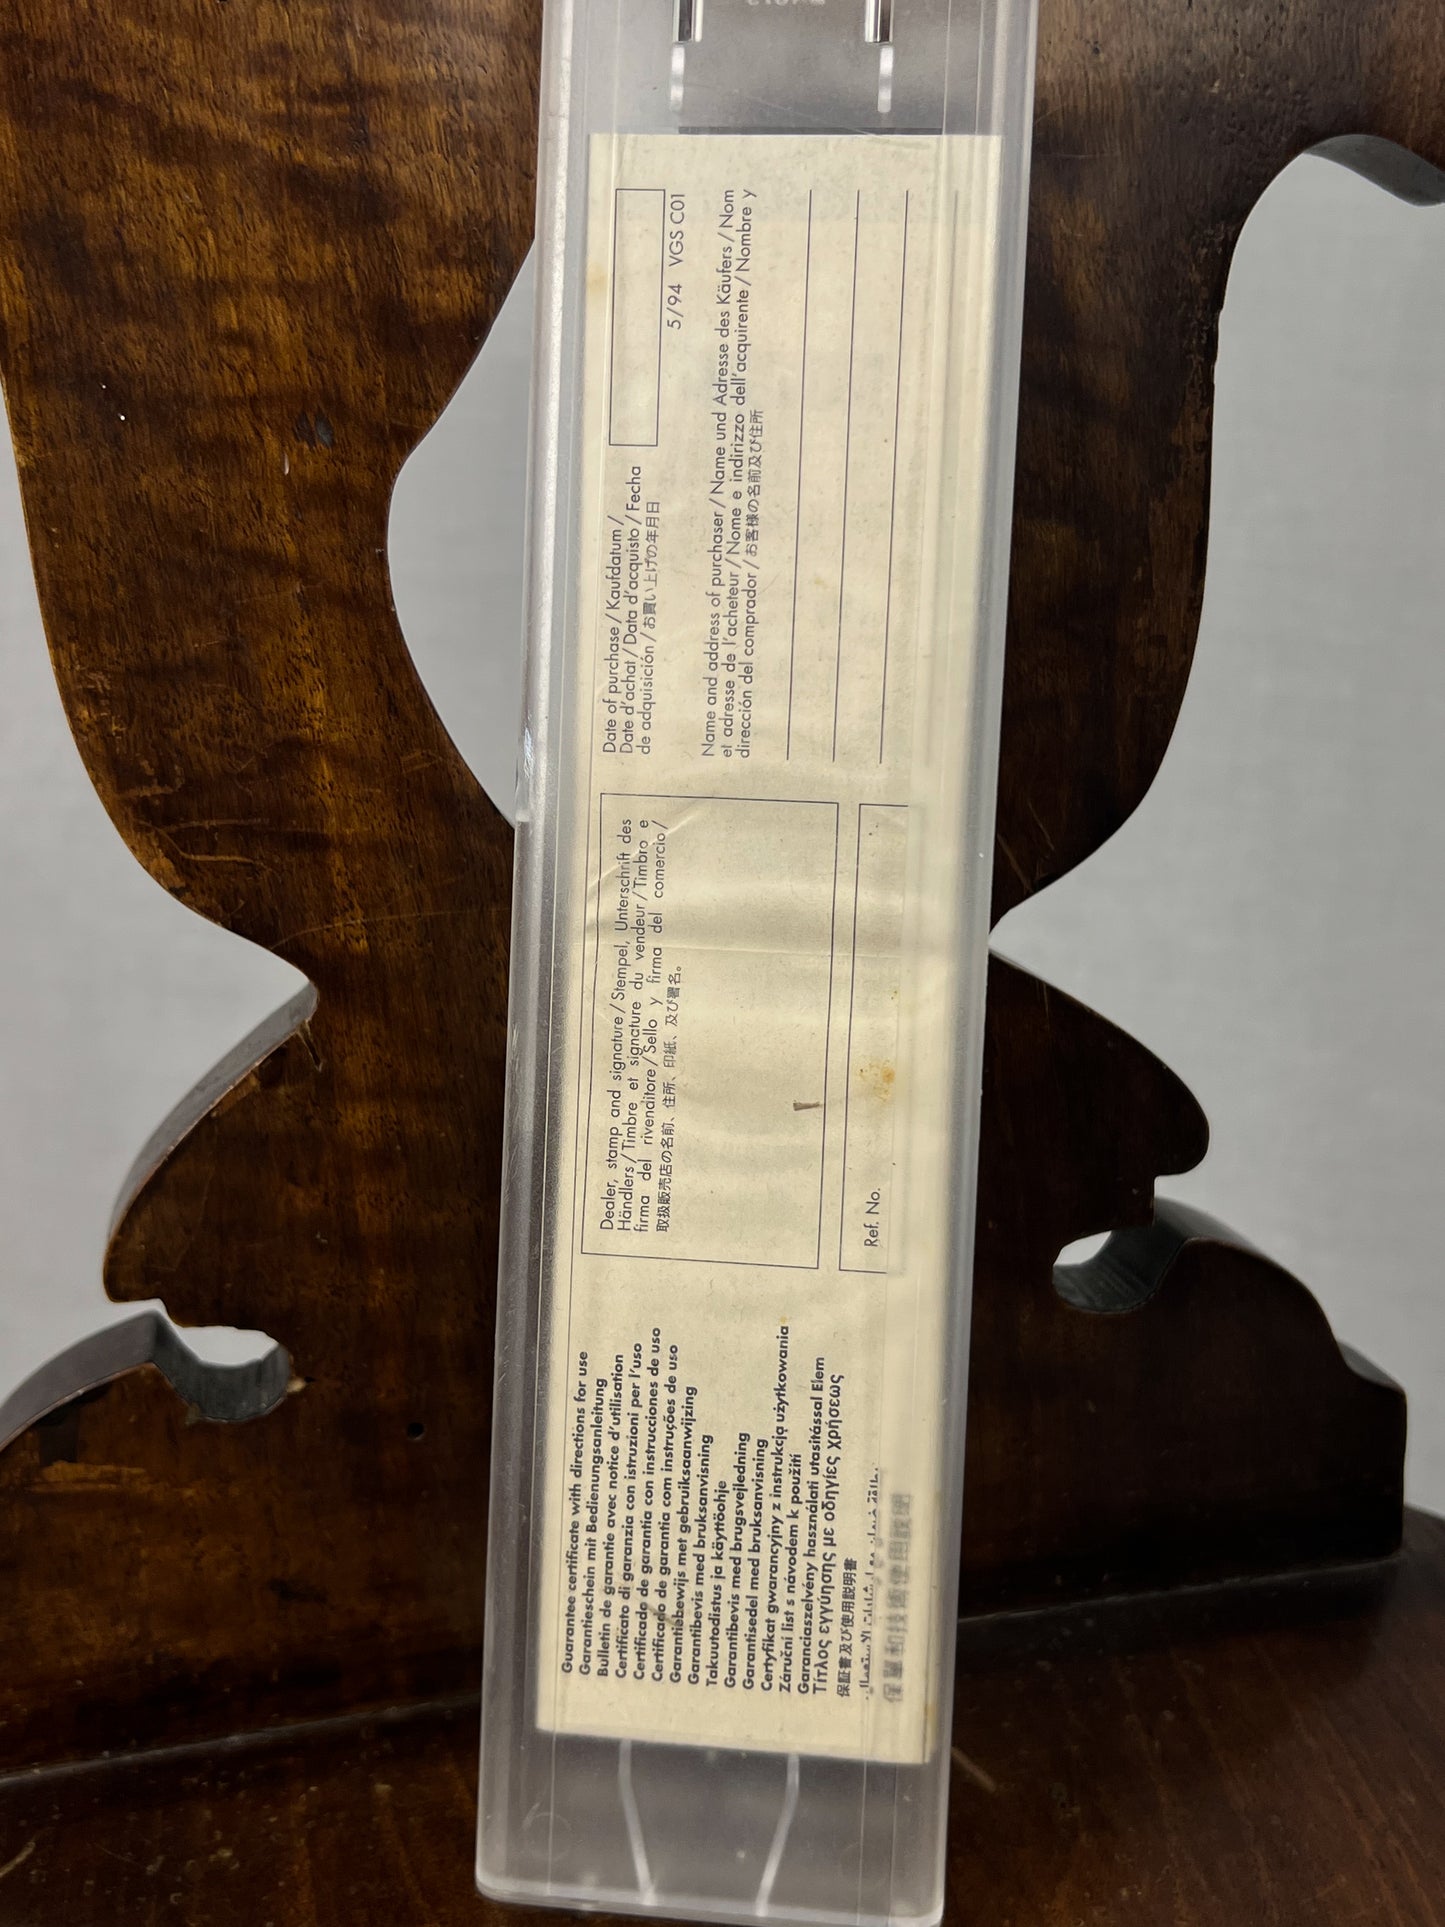 Guarantee certificate with directions for use
Garantieschein mit Bedienungsanleitung
Bulletin de garantie avec notice d'utilisation
Certificato di garanzia con istruzioni per l'uso
Certificado de garantía con instrucciones de uso
Certificado de garantia com instruções de uso
Garantiebewijs met gebruiksaanwijzing
Garantibevis med bruksanvisning
Takuutodistus ja käyttöohje
Garantibevis med brugsvejledning
Garantisedel med bruksanvisning
Certyfikat gwarancyjny z instrukcją użytkowania
Záruční list s návodem k použití
Garanciaszelvény használati utasitással Elem
Τίτλος εγγύησης με οδηγίες χρήσεως
保証書及び使用説明書
Dealer, stamp and signature / Stempel, Unterschrift des
Händlers / Timbre et signature du vendeur / Timbro e
firma del rivenditore / Sello y firma del comercio /
取扱販売店の名前、住所、印紙、及び署名。
Ref. No.
Date of purchase / Kaufdatum /
Date d'achat / Data d'acquisto / Fecha
de adquisición / お買い上げの年月日
5/94 VGS C01
Name and address of purchaser / Name und Adresse des Käufers / Nom
et adresse de l'acheteur / Nome e indirizzo dell'acquirente / Nombre y
dirección del comprador / お客様の名前及び住所